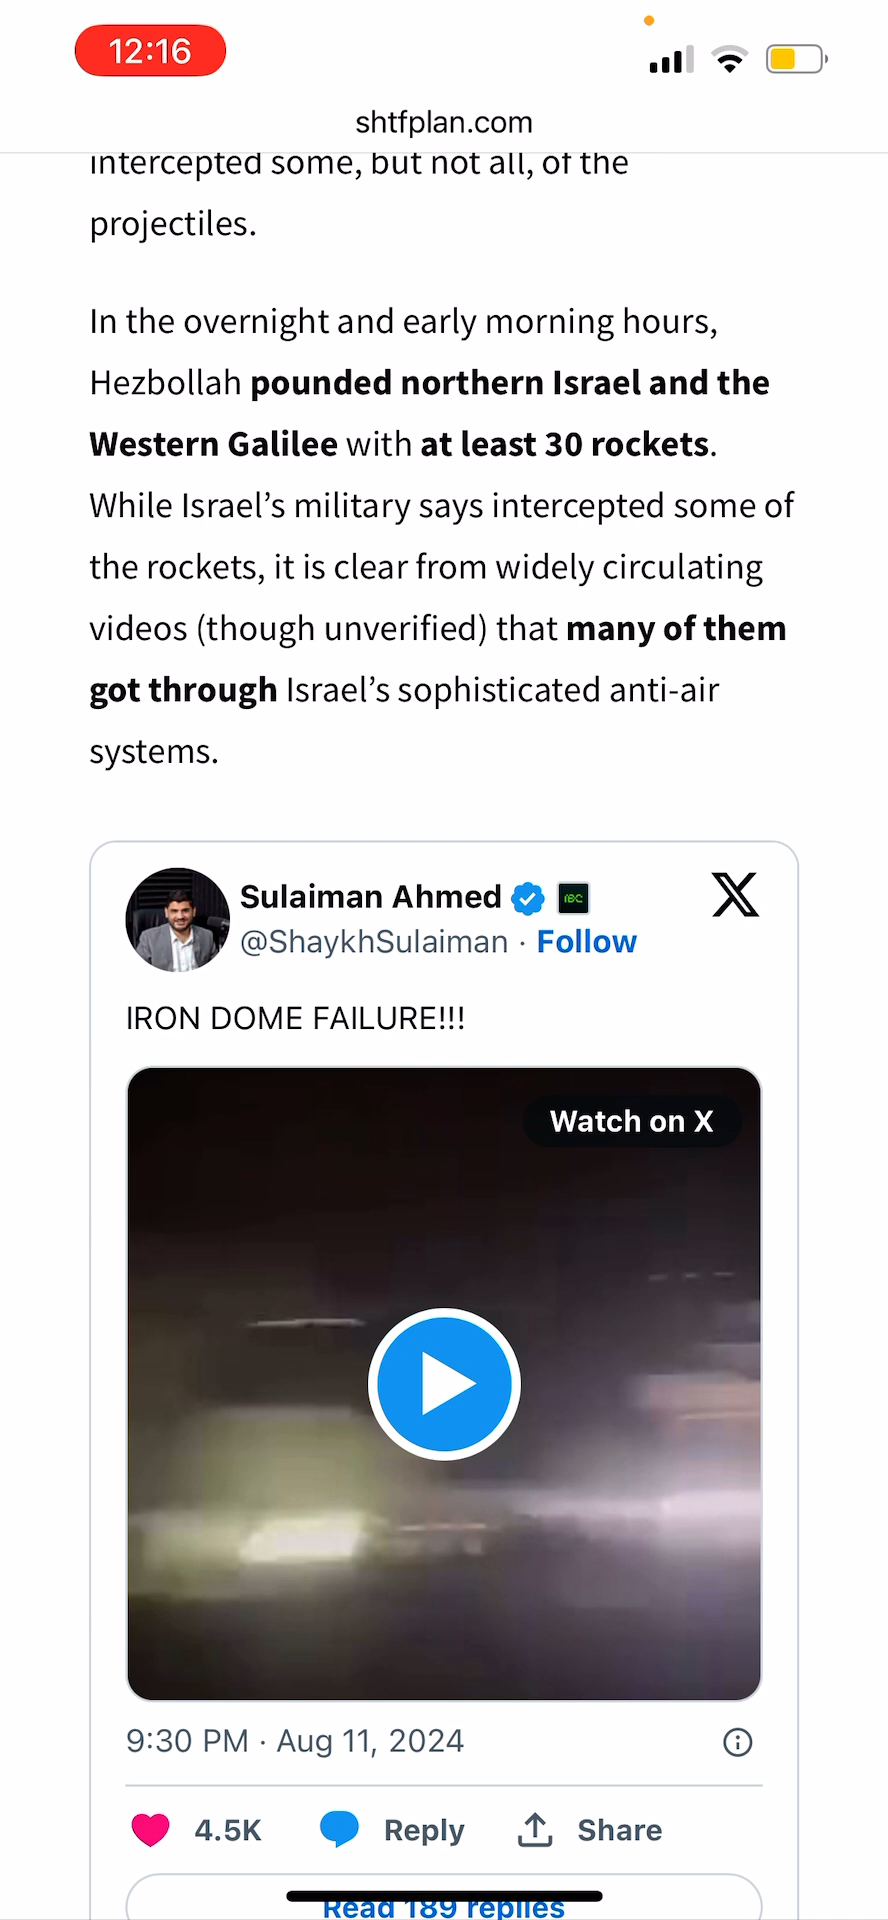 12:16
shtfplan.com
intercepted some, but not all, of the
projectiles.
In the overnight and early morning hours,
Hezbollah pounded northern Israel and the
Western Galilee with at least 30 rockets.
While Israel’s military says intercepted some of
the rockets, it is clear from widely circulating
videos (though unverified) that many of them
got through Israel’s sophisticated anti-air
systems.
Sulaiman Ahmed
@ShaykhSulaiman · Follow
IRON DOME FAILURE!!!
Watch on X
9:30 PM · Aug 11, 2024
4.5K Reply Share
Read 189 replies